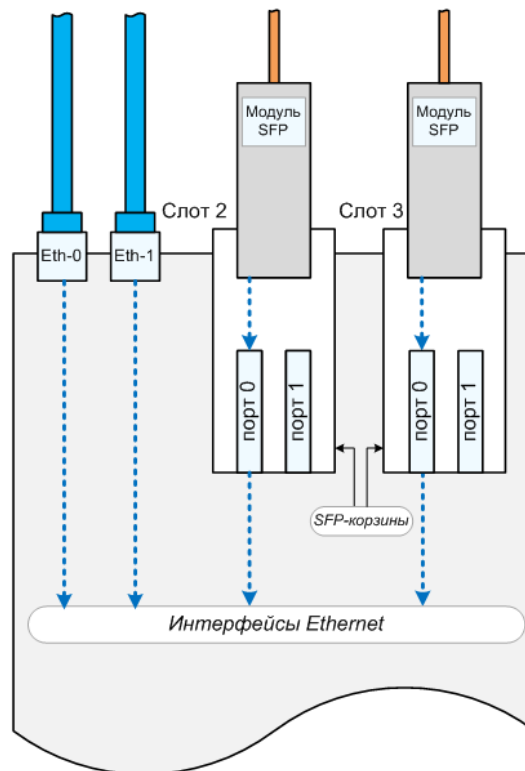 Модуль
SFP
Модуль
SFP
Слот 2
Слот 3
Eth-0
Eth-1
порт 0
порт 1
порт 0
порт 1
SFP-корзины
Интерфейсы Ethernet